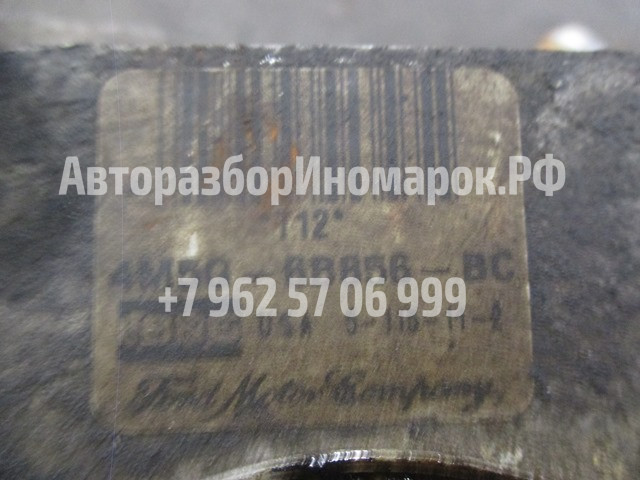 АвторазборИномарок.РФ
112*
4M5Q-6B856-BC
+7 962 57 06 999
USA
Ford Motor Company